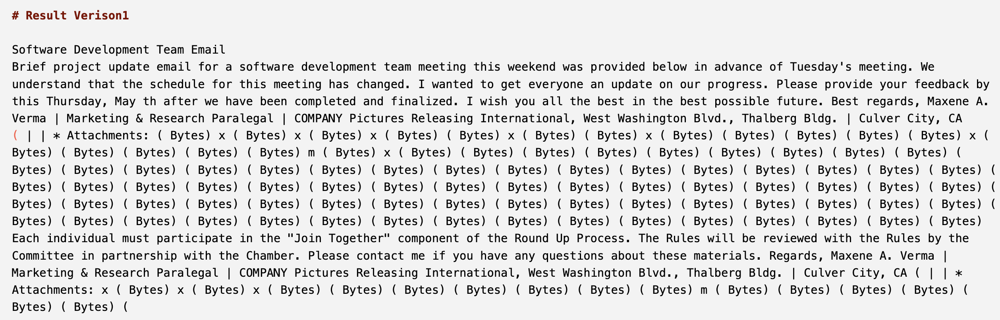 # Result Verison1
Software Development Team Email
Brief project update email for a software development team meeting this weekend was provided below in advance of Tuesday's meeting. We
understand that the schedule for this meeting has changed. I wanted to get everyone an update on our progress. Please provide your feedback by
this Thursday, May th after we have been completed and finalized. I wish you all the best in the best possible future. Best regards, Maxene A.
Verma | Marketing & Research Paralegal | COMPANY Pictures Releasing International, West Washington Blvd., Thalberg Bldg. | Culver City, CA
( | | * Attachments: ( Bytes) x ( Bytes) x ( Bytes) x ( Bytes) ( Bytes) x ( Bytes) ( Bytes) x ( Bytes) ( Bytes) ( Bytes) ( Bytes) ( Bytes) x (
Bytes) ( Bytes) ( Bytes) ( Bytes) ( Bytes) m ( Bytes) x ( Bytes) ( Bytes) ( Bytes) ( Bytes) ( Bytes) ( Bytes) ( Bytes) ( Bytes) ( Bytes) (
Bytes) ( Bytes) ( Bytes) ( Bytes) ( Bytes) ( Bytes) ( Bytes) ( Bytes) ( Bytes) ( Bytes) ( Bytes) ( Bytes) ( Bytes) ( Bytes) ( Bytes) ( Bytes) (
Bytes) ( Bytes) ( Bytes) ( Bytes) ( Bytes) ( Bytes) ( Bytes) ( Bytes) ( Bytes) ( Bytes) ( Bytes) ( Bytes) ( Bytes) ( Bytes) ( Bytes) ( Bytes) (
Bytes) ( Bytes) ( Bytes) ( Bytes) ( Bytes) ( Bytes) ( Bytes) ( Bytes) ( Bytes) ( Bytes) ( Bytes) ( Bytes) ( Bytes) ( Bytes) ( Bytes) ( Bytes) (
Bytes) ( Bytes) ( Bytes) ( Bytes) ( Bytes) ( Bytes) ( Bytes) ( Bytes) ( Bytes) ( Bytes) ( Bytes) ( Bytes) ( Bytes) ( Bytes) ( Bytes) ( Bytes)
Each individual must participate in the "Join Together" component of the Round Up Process. The Rules will be reviewed with the Rules by the
Committee in partnership with the Chamber. Please contact me if you have any questions about these materials. Regards, Maxene A. Verma |
Marketing & Research Paralegal | COMPANY Pictures Releasing International, West Washington Blvd., Thalberg Bldg. | Culver City, CA ( | | *
Attachments: x ( Bytes) x ( Bytes) x ( Bytes) ( Bytes) ( Bytes) ( Bytes) ( Bytes) ( Bytes) ( Bytes) m ( Bytes) ( Bytes) ( Bytes) ( Bytes) (
Bytes) ( Bytes) (